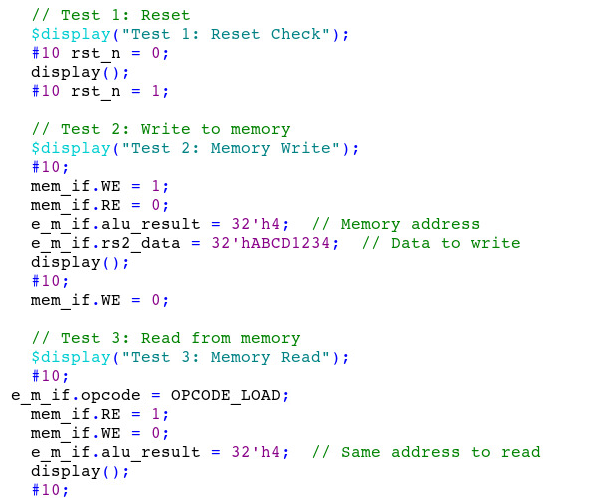 // Test 1: Reset
$display("Test 1: Reset Check");
#10 rst_n = 0;
display();
#10 rst_n = 1;
// Test 2: Write to memory
$display("Test 2: Memory Write");
#10;
mem_if.WE = 1;
mem_if.RE = 0;
e_m_if.alu_result = 32'h4;  // Memory address
e_m_if.rs2_data = 32'hABCD1234;  // Data to write
display();
#10;
mem_if.WE = 0;
// Test 3: Read from memory
$display("Test 3: Memory Read");
#10;
e_m_if.opcode = OPCODE_LOAD;
mem_if.RE = 1;
mem_if.WE = 0;
e_m_if.alu_result = 32'h4;  // Same address to read
display();
#10;